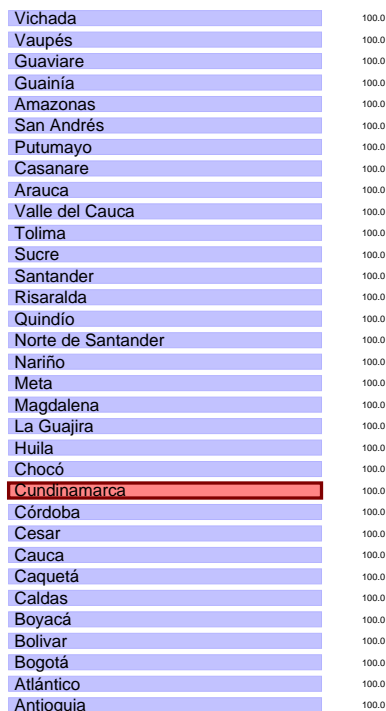 Vichada 100.0
Vaupés 100.0
Guaviare 100.0
Guainía 100.0
Amazonas 100.0
San Andrés 100.0
Putumayo 100.0
Casanare 100.0
Arauca 100.0
Valle del Cauca 100.0
Tolima 100.0
Sucre 100.0
Santander 100.0
Risaralda 100.0
Quindío 100.0
Norte de Santander 100.0
Nariño 100.0
Meta 100.0
Magdalena 100.0
La Guajira 100.0
Huila 100.0
Chocó 100.0
Cundinamarca 100.0
Córdoba 100.0
Cesar 100.0
Cauca 100.0
Caquetá 100.0
Caldas 100.0
Boyacá 100.0
Bolivar 100.0
Bogotá 100.0
Atlántico 100.0
Antioquia 100.0